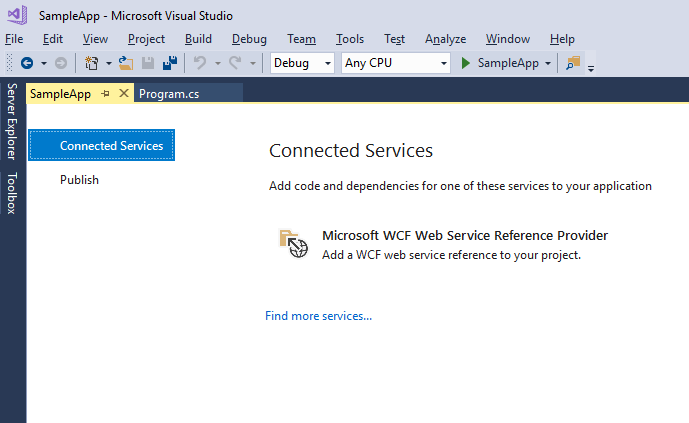 SampleApp - Microsoft Visual Studio
File Edit View Project Build Debug Team Tools Test Analyze Window Help
Debug Any CPU SampleApp
Server Explorer
Toolbox
SampleApp Program.cs
Connected Services
Publish
Connected Services
Add code and dependencies for one of these services to your application
Microsoft WCF Web Service Reference Provider
Add a WCF web service reference to your project.
Find more services...